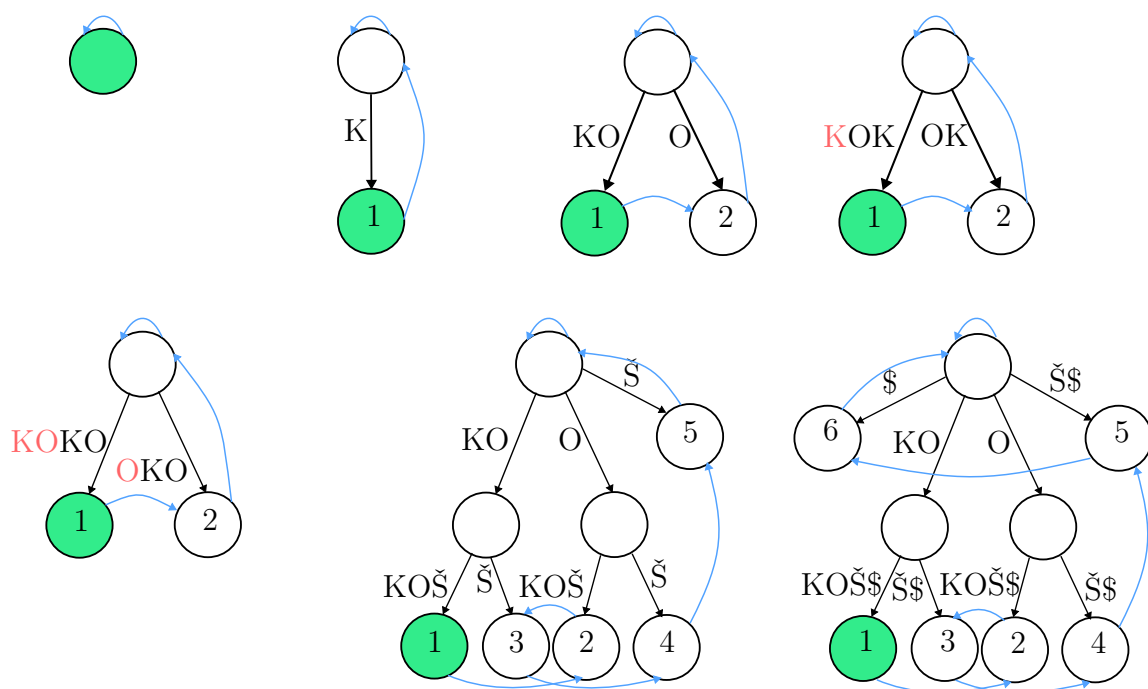 K
1
KO O
1 2
KOK OK
1 2
KOKO
OKO
1 2
Š
KO O 5
KOŠ Š KOŠ Š
1 3 2 4
$ Š$
6 KO O 5
KOŠ$ Š$ KOŠ$ Š$
1 3 2 4